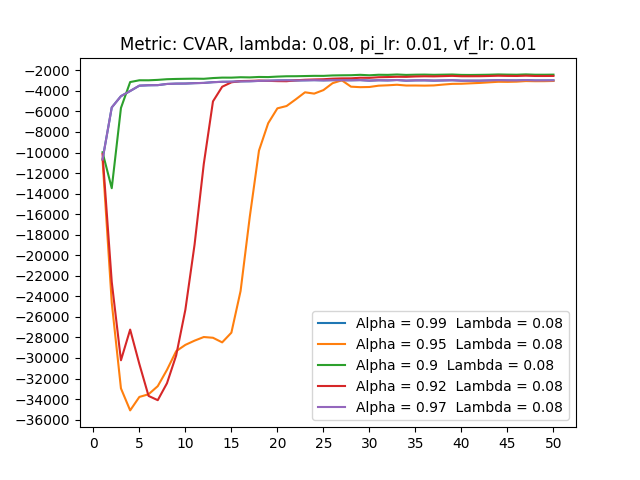 Metric: CVAR, lambda: 0.08, pi_lr: 0.01, vf_lr: 0.01
−2000
−4000
−6000
−8000
−10000
−12000
−14000
−16000
−18000
−20000
−22000
−24000
−26000
−28000
−30000
−32000
−34000
−36000
Alpha = 0.99  Lambda = 0.08
Alpha = 0.95  Lambda = 0.08
Alpha = 0.9  Lambda = 0.08
Alpha = 0.92  Lambda = 0.08
Alpha = 0.97  Lambda = 0.08
0 5 10 15 20 25 30 35 40 45 50